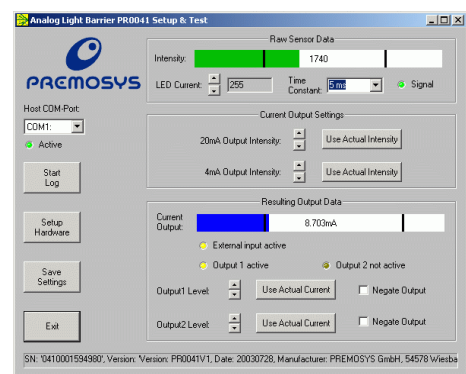 Analog Light Barrier PR0041 Setup & Test
PREMOSYS
Host COM-Port:
COM1:
Active
Start
Log
Setup
Hardware
Save
Settings
Exit
Raw Sensor Data
Intensity:
1740
LED Current:
255
Time
Constant:
5 ms
Signal
Current Output Settings
20mA Output Intensity:
Use Actual Intensity
4mA Output Intensity:
Use Actual Intensity
Resulting Output Data
Current
Output:
8.703mA
External input active
Output 1 active
Output 2 not active
Output1 Level:
Use Actual Current
Negate Output
Output2 Level:
Use Actual Current
Negate Output
SN: '0410001594980', Version: 'Version: PR0041V1, Date: 20030728, Manufacturer: PREMOSYS GmbH, 54578 Wiesba